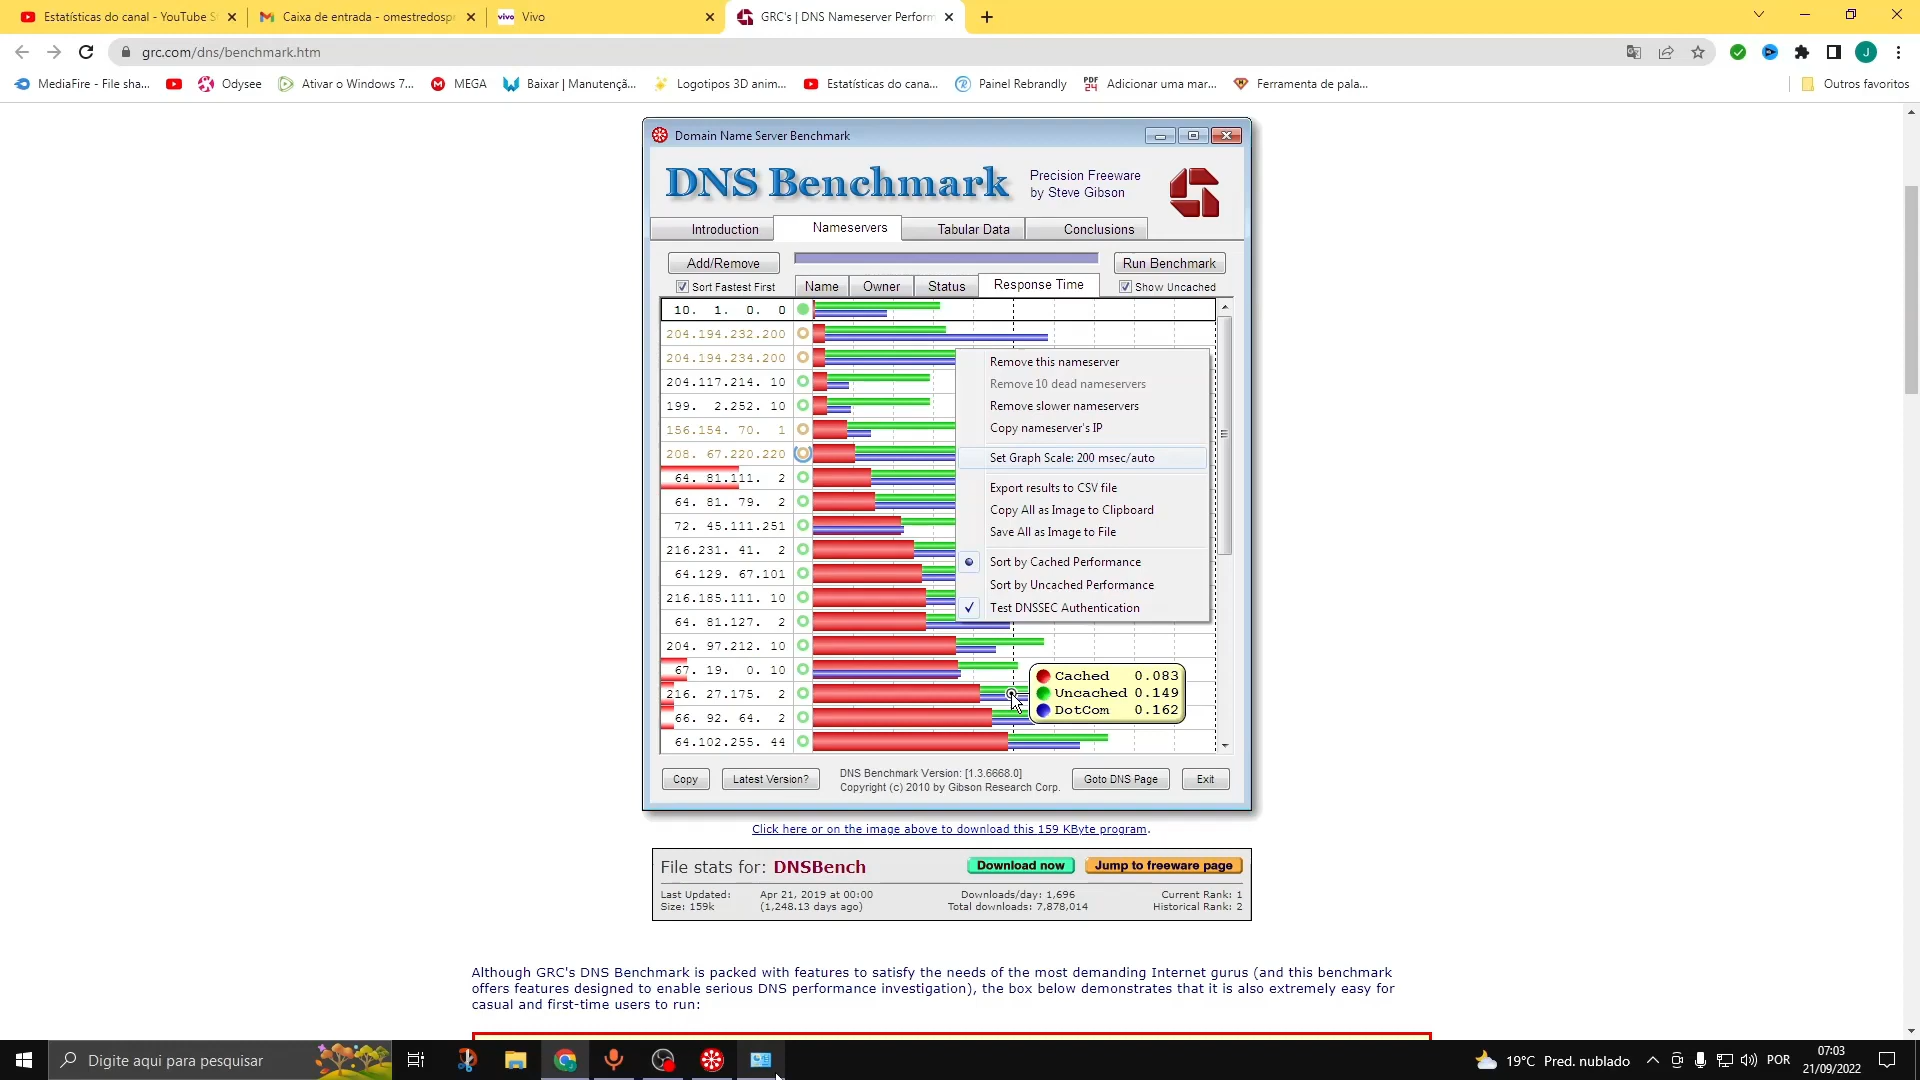 Estatísticas do canal - YouTube S
Caixa de entrada - omestredospr
vivo Vivo
GRC's | DNS Nameserver Perform
grc.com/dns/benchmark.htm
J
MediaFire - File sha...
Odysee
Ativar o Windows 7...
MEGA
Baixar | Manutençã...
Logotipos 3D anim...
Estatísticas do cana...
Painel Rebrandly
PDF 24 Adicionar uma mar...
Ferramenta de pala...
Outros favoritos
Domain Name Server Benchmark
DNS Benchmark
Precision Freeware
by Steve Gibson
Introduction Nameservers Tabular Data Conclusions
Add/Remove Run Benchmark
Sort Fastest First Name Owner Status Response Time Show Uncached
10. 1. 0. 0
204.194.232.200
204.194.234.200
204.117.214. 10
199. 2.252. 10
156.154. 70. 1
208. 67.220.220
64. 81.111. 2
64. 81. 79. 2
72. 45.111.251
216.231. 41. 2
64.129. 67.101
216.185.111. 10
64. 81.127. 2
204. 97.212. 10
67. 19. 0. 10
216. 27.175. 2
66. 92. 64. 2
64.102.255. 44
Remove this nameserver
Remove 10 dead nameservers
Remove slower nameservers
Copy nameserver's IP
Set Graph Scale: 200 msec/auto
Export results to CSV file
Copy All as Image to Clipboard
Save All as Image to File
Sort by Cached Performance
Sort by Uncached Performance
Test DNSSEC Authentication
Cached 0.083
Uncached 0.149
DotCom 0.162
Copy Latest Version?
DNS Benchmark Version: [1.3.6668.0]
Copyright (c) 2010 by Gibson Research Corp.
Goto DNS Page Exit
Click here or on the image above to download this 159 KByte program.
File stats for: DNSBench Download now Jump to freeware page
Last Updated: Apr 21, 2019 at 00:00 Downloads/day: 1,696 Current Rank: 1
Size: 159k (1,248.13 days ago) Total downloads: 7,878,014 Historical Rank: 2
Although GRC's DNS Benchmark is packed with features to satisfy the needs of the most demanding Internet gurus (and this benchmark
offers features designed to enable serious DNS performance investigation), the box below demonstrates that it is also extremely easy for
casual and first-time users to run:
Digite aqui para pesquisar
19°C Pred. nublado
POR
07:03
21/09/2022